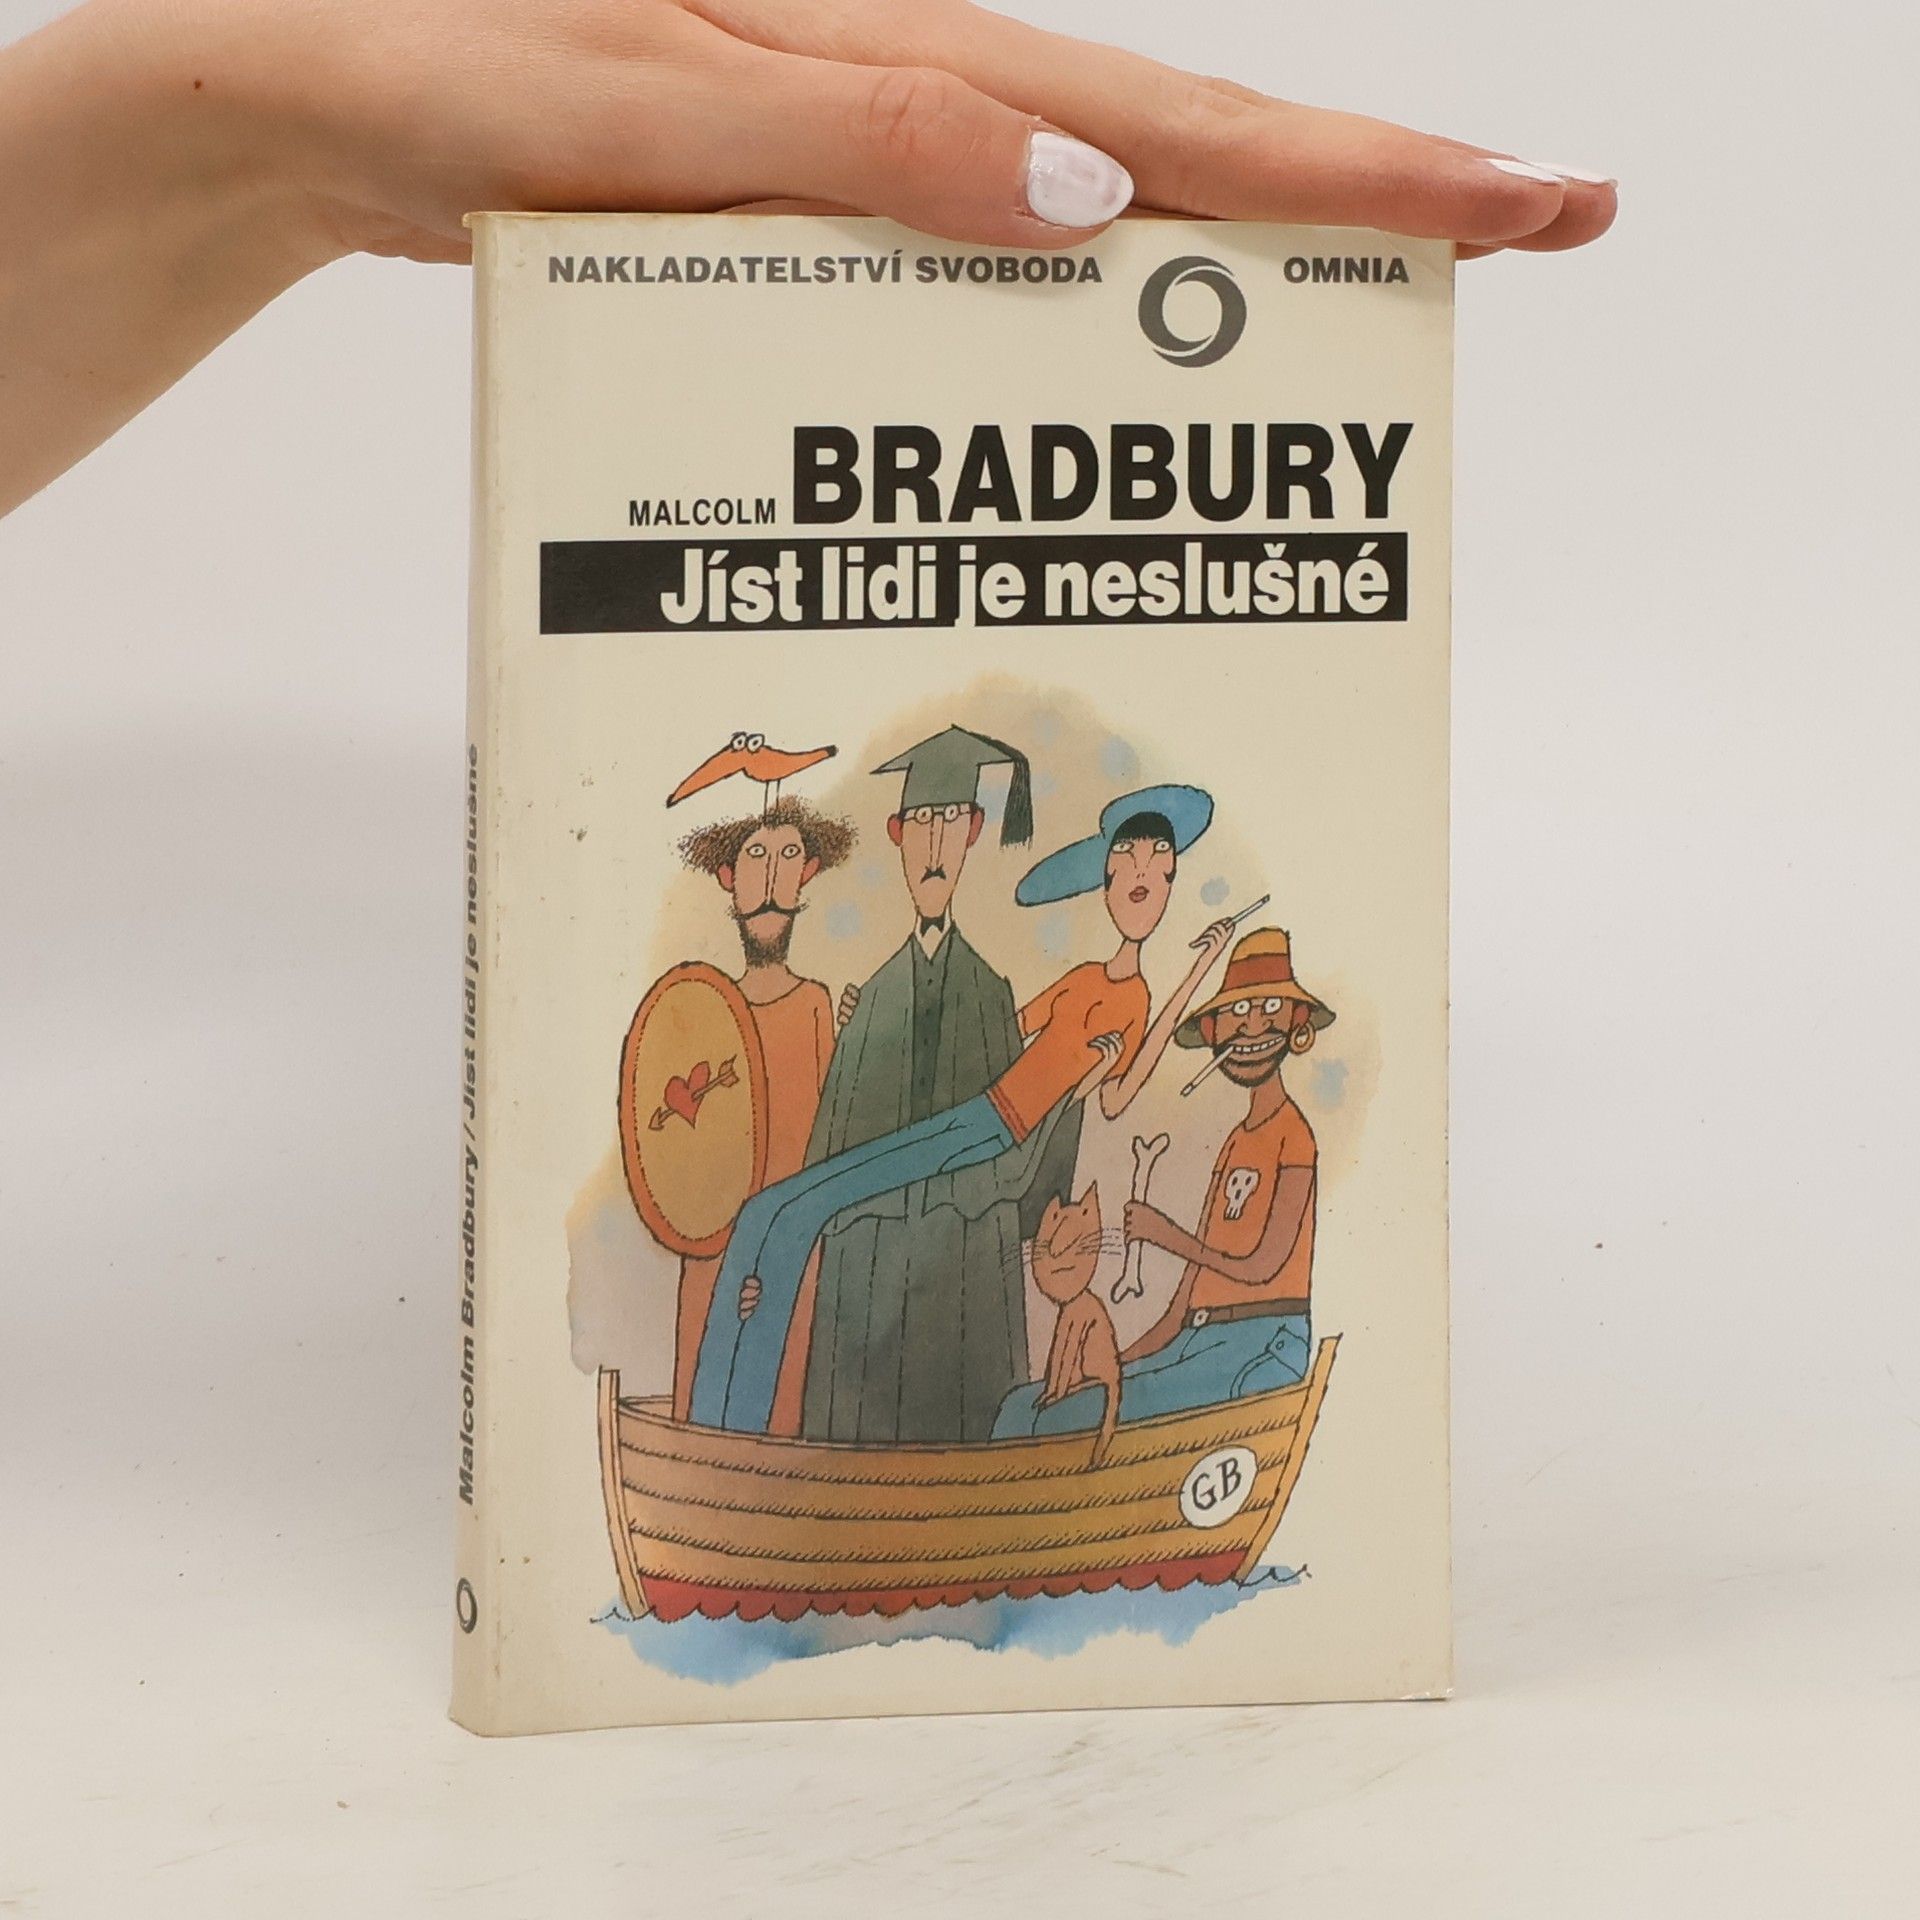 NAKLADATELSTVÍ SVOBODA OMNIA
MALCOLM BRADBURY
Jíst lidi je neslušné
GB
Malcolm Bradbury / Jíst lidi je neslušné